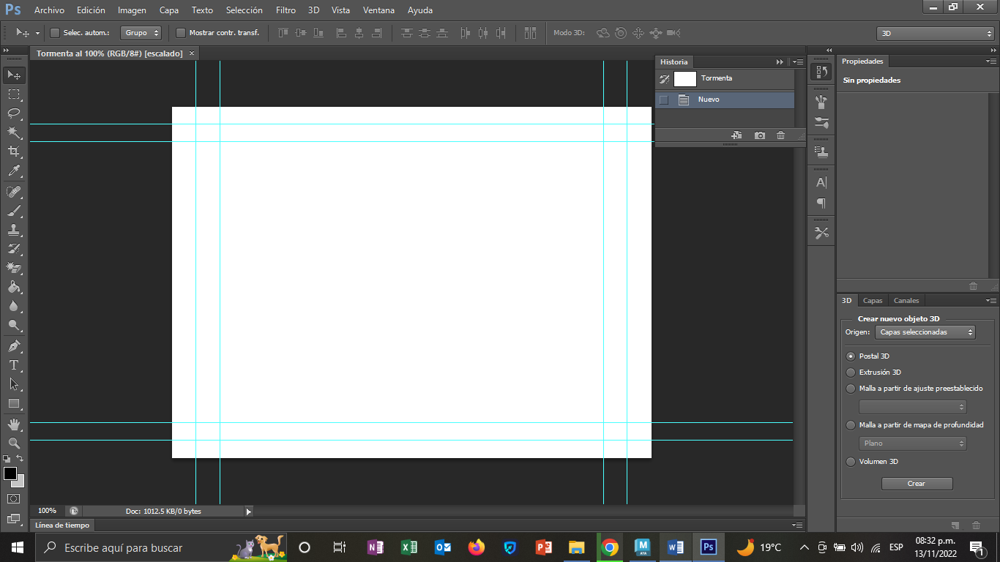 Ps Archivo Edición Imagen Capa Texto Selección Filtro 3D Vista Ventana Ayuda
Selec. autom.: Grupo Mostrar contr. transf. Modo 3D: 3D
Tormenta al 100% (RGB/8#) [escalado]
Historia
Tormenta
Nuevo
Propiedades
Sin propiedades
A
T
3D Capas Canales
Crear nuevo objeto 3D
Origen: Capas seleccionadas
Postal 3D
Extrusión 3D
Malla a partir de ajuste preestablecido
Malla a partir de mapa de profundidad
Plano
Volumen 3D
Crear
100% Doc: 1012.5 KB/0 bytes
Línea de tiempo
Escribe aquí para buscar
N X O P M W Ps
19°C ESP
08:32 p.m.
13/11/2022
1